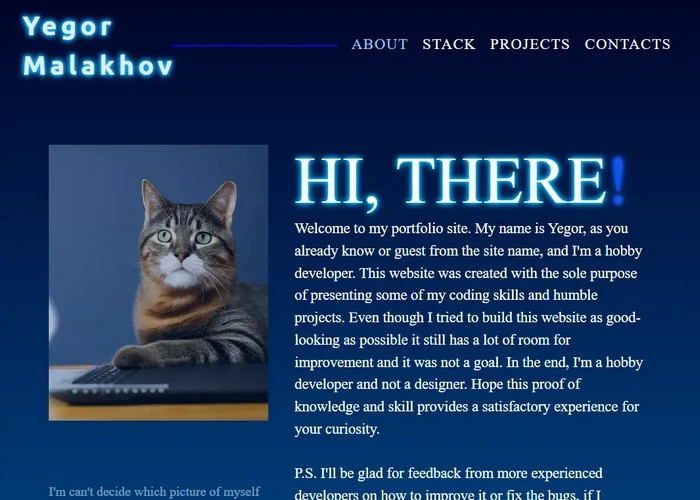 Yegor
Malakhov
ABOUT STACK PROJECTS CONTACTS
HI, THERE!
Welcome to my portfolio site. My name is Yegor, as you
already know or guest from the site name, and I'm a hobby
developer. This website was created with the sole purpose
of presenting some of my coding skills and humble
projects. Even though I tried to build this website as good-
looking as possible it still has a lot of room for
improvement and it was not a goal. In the end, I'm a hobby
developer and not a designer. Hope this proof of
knowledge and skill provides a satisfactory experience for
your curiosity.
P.S. I'll be glad for feedback from more experienced
developers on how to improve it or fix the bugs, if I
I'm can't decide which picture of myself